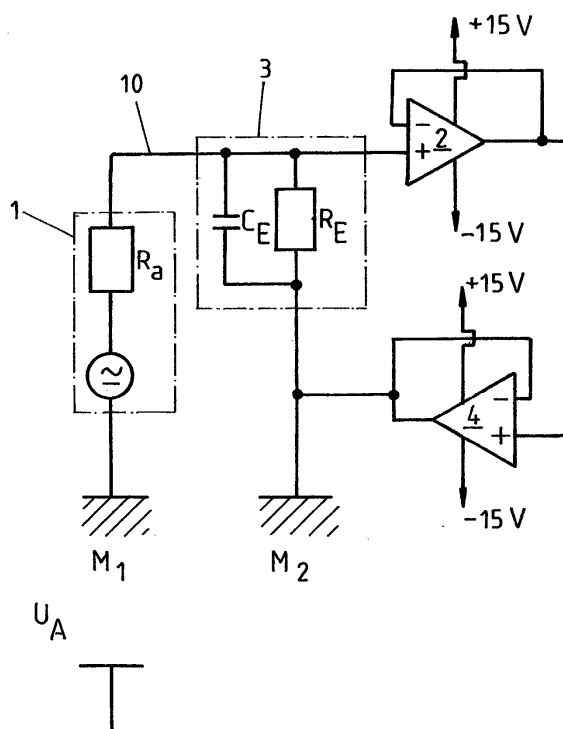 +15 V
3
10
− 2
+
1
C_E R_E
R_a
−15 V
+15 V
4 −
+
~
−15 V
M_1 M_2
U_A